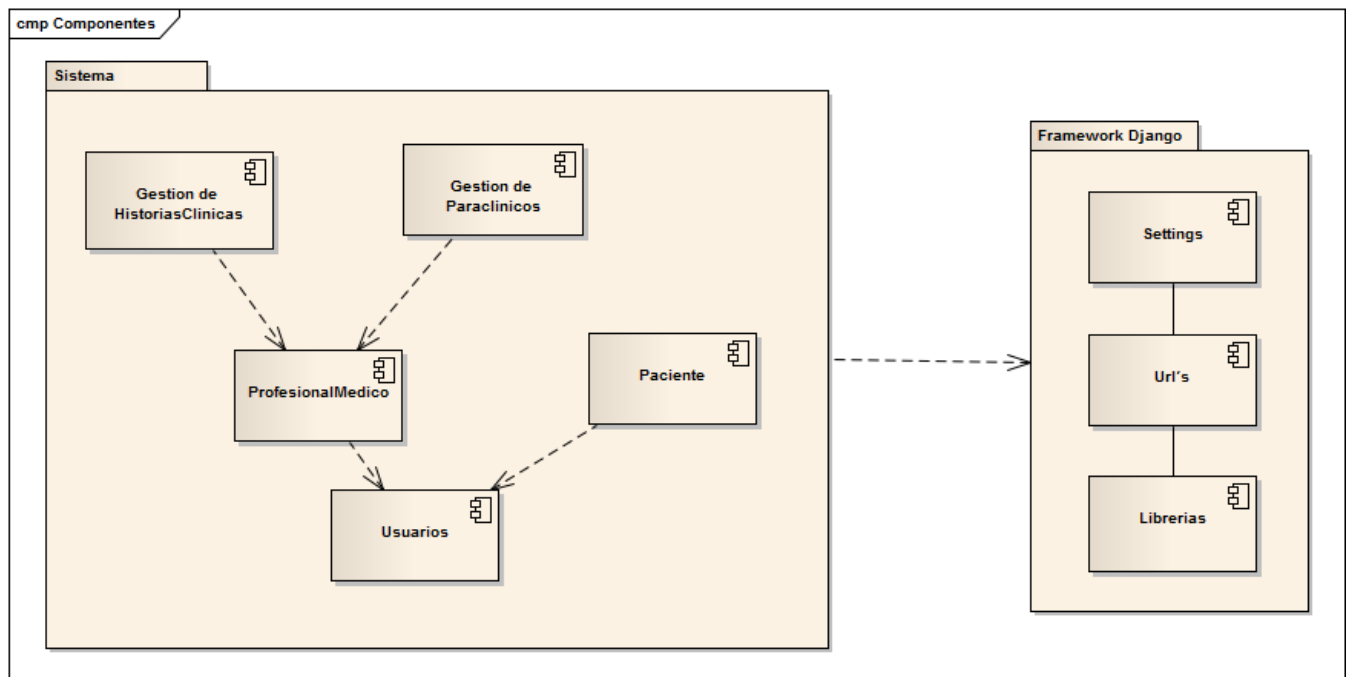 cmp Componentes
Sistema
Gestion de
HistoriasClinicas
Gestion de
Paraclinicos
ProfesionalMedico
Paciente
Usuarios
Framework Django
Settings
Url´s
Librerias